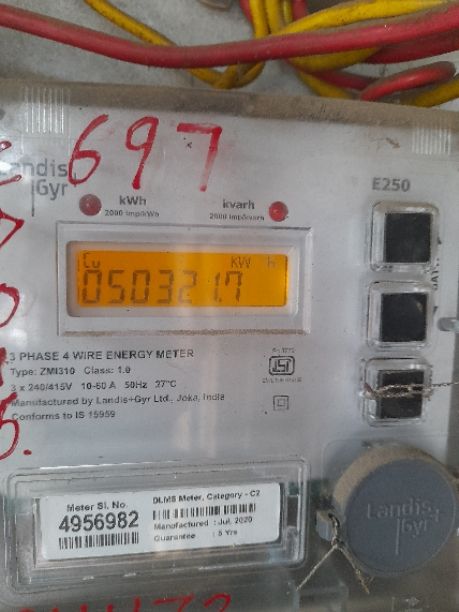 697
Landis
Gyr
E250
kWh
kvarh
2000 imp/kWh
2000 imp/kvarh
Cu KW h
050321.7
3 PHASE 4 WIRE ENERGY METER
Type: ZMI310 Class: 1.0
3 x 240/415V 10-60 A 50Hz 27°C
Manufactured by Landis+Gyr Ltd., Joka, India
Conforms to IS 15959
Meter Sl. No.
4956982
DLMS Meter, Category - C2
Manufactured : Jul, 2020
Guarantee : 5 Yrs
Landis
Gyr